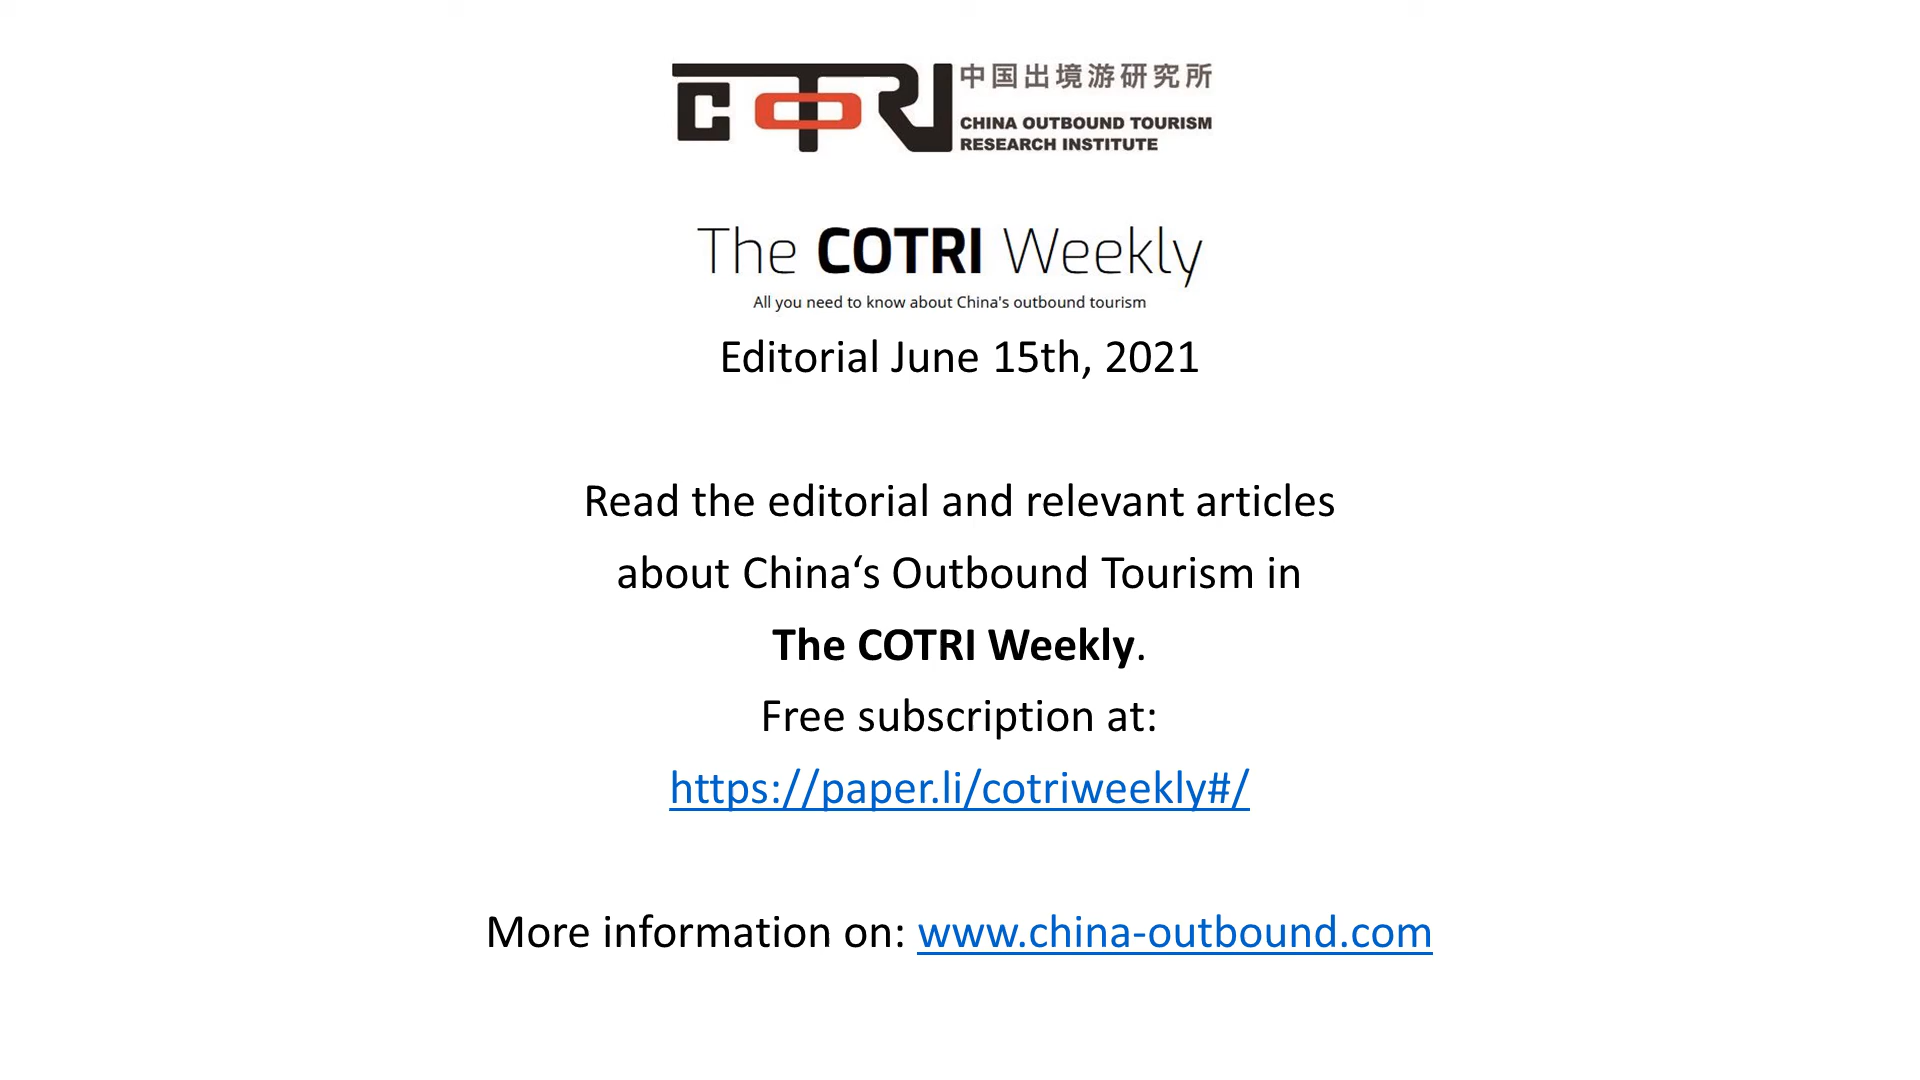 COTRI
中国出境游研究所
CHINA OUTBOUND TOURISM
RESEARCH INSTITUTE
The COTRI Weekly
All you need to know about China's outbound tourism
Editorial June 15th, 2021
Read the editorial and relevant articles
about China‘s Outbound Tourism in
The COTRI Weekly.
Free subscription at:
https://paper.li/cotriweekly#/
More information on: www.china-outbound.com